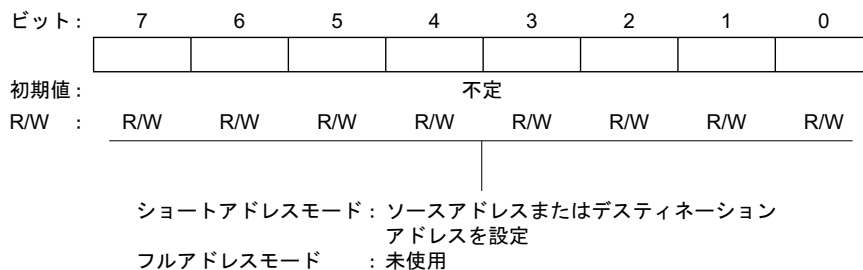 ビット： 7 6 5 4 3 2 1 0
初期値： 不定
R/W ： R/W R/W R/W R/W R/W R/W R/W R/W
ショートアドレスモード： ソースアドレスまたはデスティネーション
アドレスを設定
フルアドレスモード ： 未使用